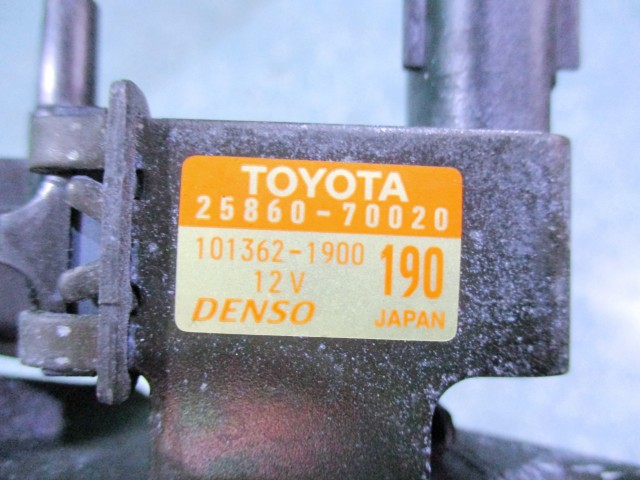 TOYOTA
25860-70020
101362-1900 190
12V
DENSO JAPAN